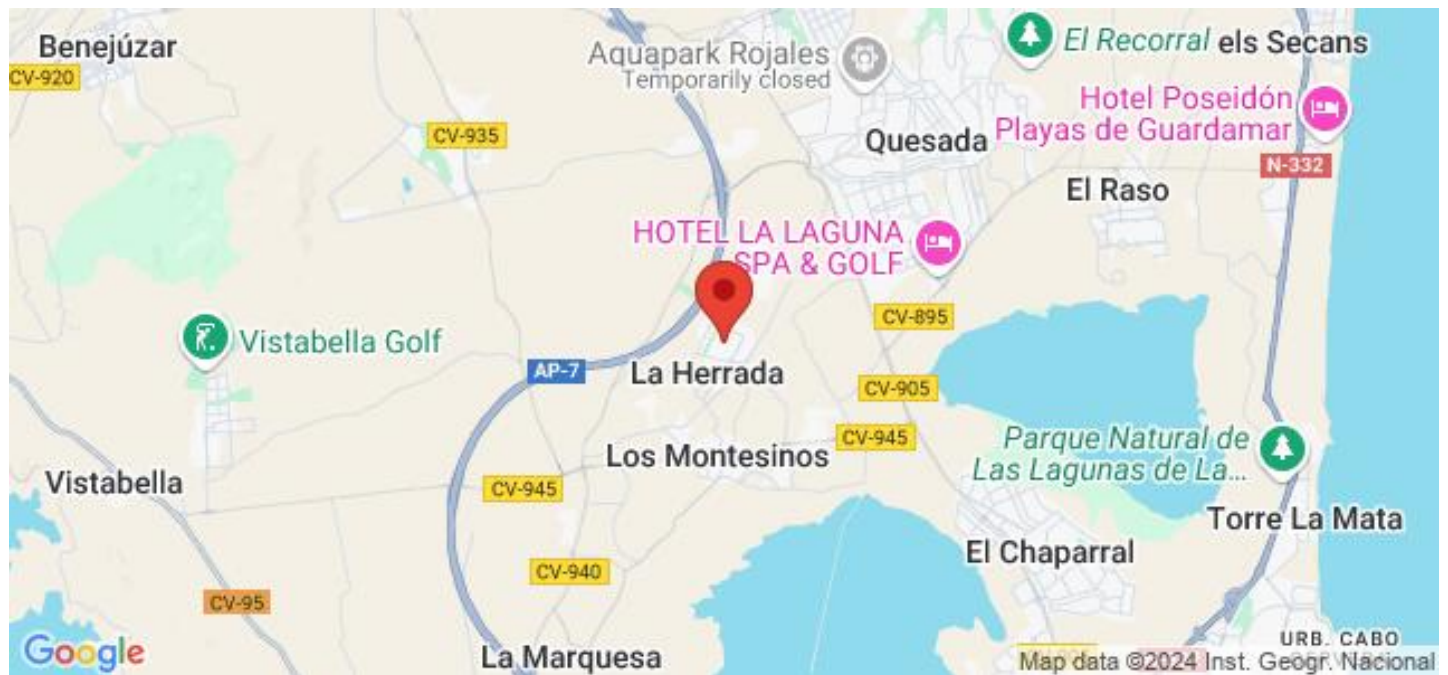 Benejúzar
CV-920
Aquapark Rojales
Temporarily closed
El Recorral
els Secans
Hotel Poseidón
Playas de Guardamar
CV-935
Quesada
N-332
El Raso
HOTEL LA LAGUNA
SPA & GOLF
CV-895
Vistabella Golf
AP-7
La Herrada
CV-905
CV-945
Parque Natural de
Las Lagunas de La...
Los Montesinos
Vistabella
CV-945
Torre La Mata
El Chaparral
CV-940
CV-95
URB. CABO
La Marquesa
Google
Map data ©2024 Inst. Geogr. Nacional